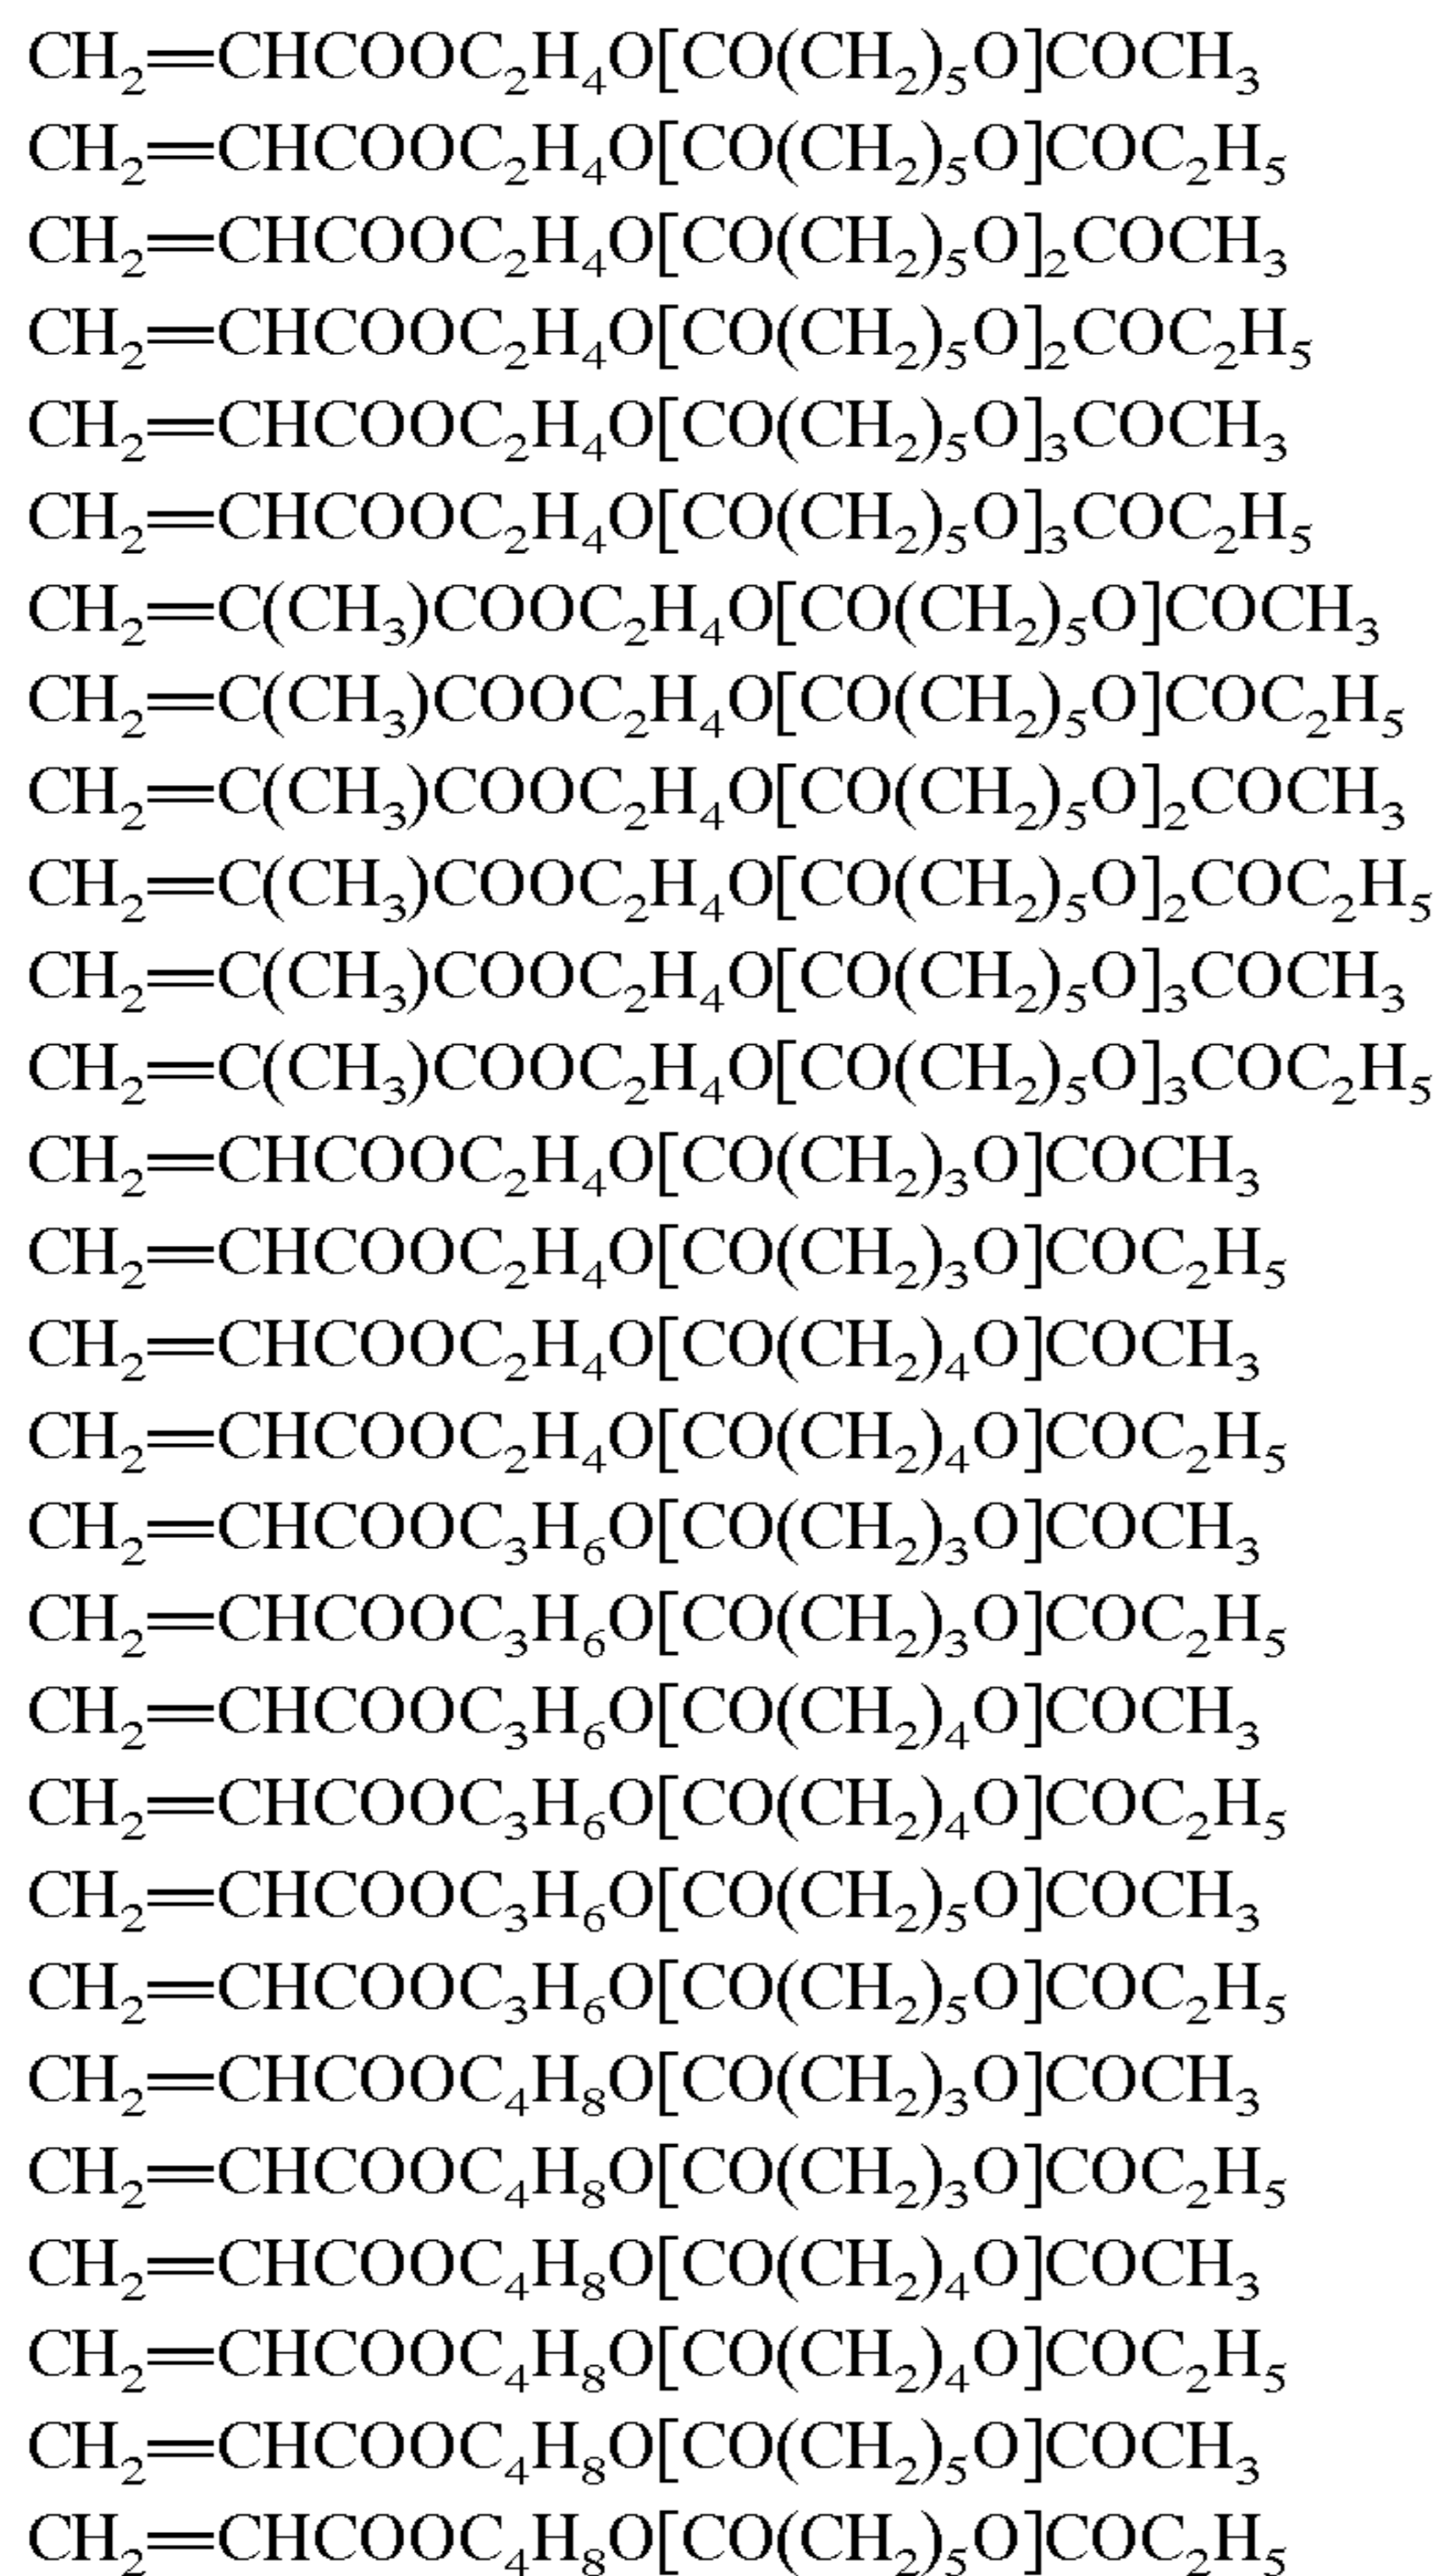 CH₂=CHCOOC₂H₄O[CO(CH₂)₅O]COCH₃
CH₂=CHCOOC₂H₄O[CO(CH₂)₅O]COC₂H₅
CH₂=CHCOOC₂H₄O[CO(CH₂)₅O]₂COCH₃
CH₂=CHCOOC₂H₄O[CO(CH₂)₅O]₂COC₂H₅
CH₂=CHCOOC₂H₄O[CO(CH₂)₅O]₃COCH₃
CH₂=CHCOOC₂H₄O[CO(CH₂)₅O]₃COC₂H₅
CH₂=C(CH₃)COOC₂H₄O[CO(CH₂)₅O]COCH₃
CH₂=C(CH₃)COOC₂H₄O[CO(CH₂)₅O]COC₂H₅
CH₂=C(CH₃)COOC₂H₄O[CO(CH₂)₅O]₂COCH₃
CH₂=C(CH₃)COOC₂H₄O[CO(CH₂)₅O]₂COC₂H₅
CH₂=C(CH₃)COOC₂H₄O[CO(CH₂)₅O]₃COCH₃
CH₂=C(CH₃)COOC₂H₄O[CO(CH₂)₅O]₃COC₂H₅
CH₂=CHCOOC₂H₄O[CO(CH₂)₃O]COCH₃
CH₂=CHCOOC₂H₄O[CO(CH₂)₃O]COC₂H₅
CH₂=CHCOOC₂H₄O[CO(CH₂)₄O]COCH₃
CH₂=CHCOOC₂H₄O[CO(CH₂)₄O]COC₂H₅
CH₂=CHCOOC₃H₆O[CO(CH₂)₃O]COCH₃
CH₂=CHCOOC₃H₆O[CO(CH₂)₃O]COC₂H₅
CH₂=CHCOOC₃H₆O[CO(CH₂)₄O]COCH₃
CH₂=CHCOOC₃H₆O[CO(CH₂)₄O]COC₂H₅
CH₂=CHCOOC₃H₆O[CO(CH₂)₅O]COCH₃
CH₂=CHCOOC₃H₆O[CO(CH₂)₅O]COC₂H₅
CH₂=CHCOOC₄H₈O[CO(CH₂)₃O]COCH₃
CH₂=CHCOOC₄H₈O[CO(CH₂)₃O]COC₂H₅
CH₂=CHCOOC₄H₈O[CO(CH₂)₄O]COCH₃
CH₂=CHCOOC₄H₈O[CO(CH₂)₄O]COC₂H₅
CH₂=CHCOOC₄H₈O[CO(CH₂)₅O]COCH₃
CH₂=CHCOOC₄H₈O[CO(CH₂)₅O]COC₂H₅